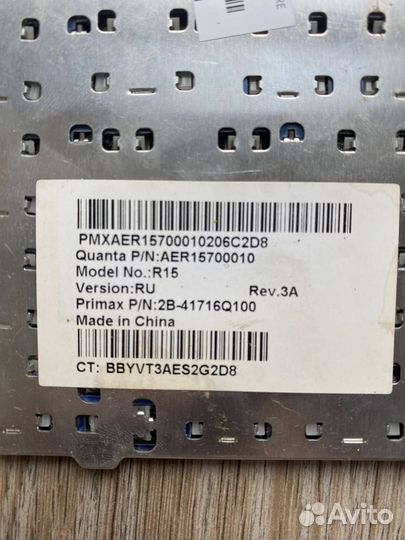 PMXAER15700010206C2D8
Quanta P/N:AER15700010
Model No.:R15
Version:RU Rev.3A
Primax P/N:2B-41716Q100
Made in China
CT: BBYVT3AES2G2D8
Avito